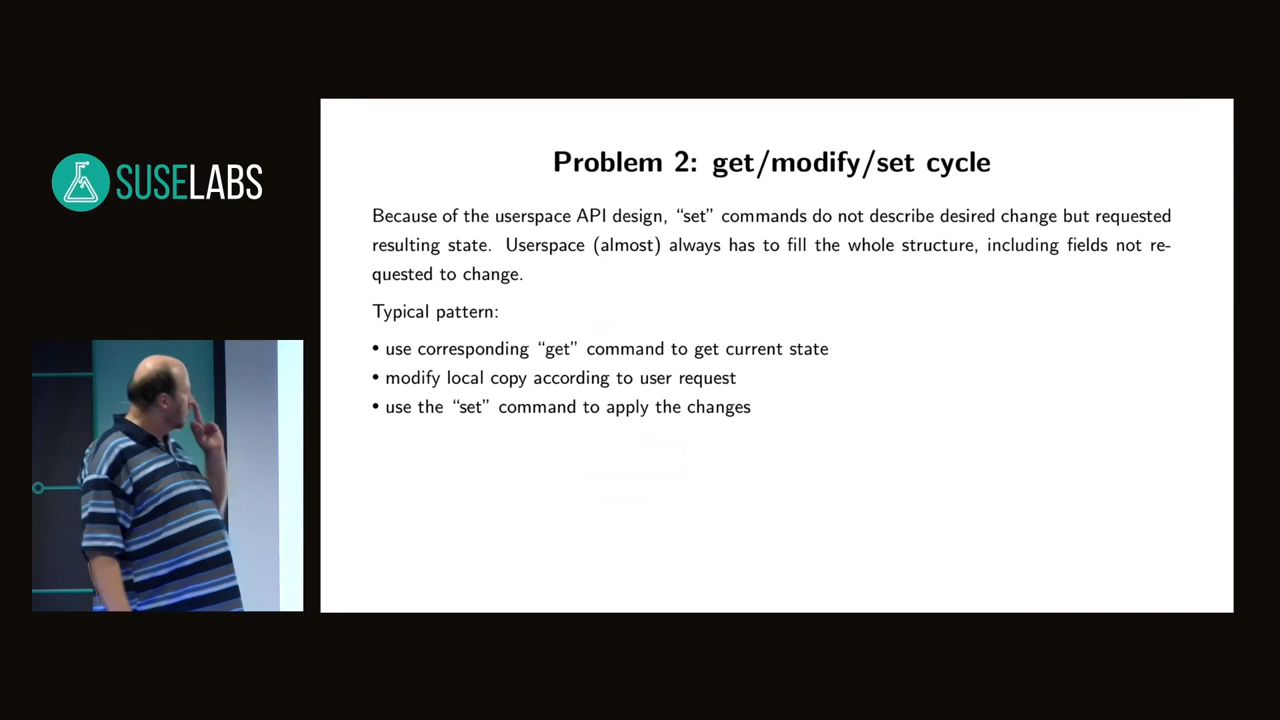 SUSELABS
Problem 2: get/modify/set cycle
Because of the userspace API design, “set” commands do not describe desired change but requested
resulting state. Userspace (almost) always has to fill the whole structure, including fields not re-
quested to change.
Typical pattern:
• use corresponding “get” command to get current state
• modify local copy according to user request
• use the “set” command to apply the changes